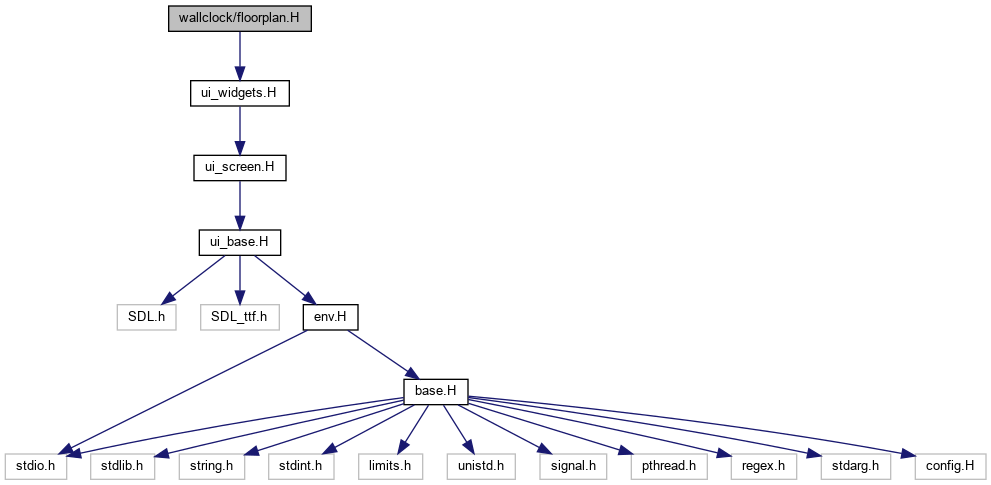 wallclock/floorplan.H
ui_widgets.H
ui_screen.H
ui_base.H
SDL.h
SDL_ttf.h
env.H
base.H
stdio.h
stdlib.h
string.h
stdint.h
limits.h
unistd.h
signal.h
pthread.h
regex.h
stdarg.h
config.H